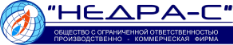 "НЕДРА-С"
ОБЩЕСТВО С ОГРАНИЧЕННОЙ ОТВЕТСТВЕННОСТЬЮ
ПРОИЗВОДСТВЕННО - КОММЕРЧЕСКАЯ ФИРМА